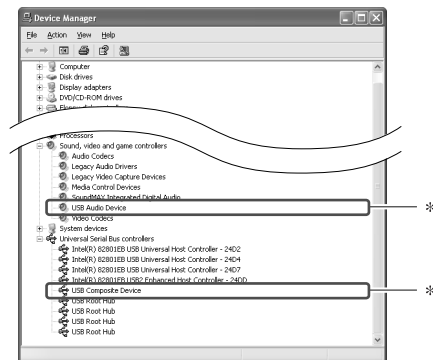 Device Manager
File Action View Help
Computer
Disk drives
Display adapters
DVD/CD-ROM drives
Processors
Sound, video and game controllers
Audio Codecs
Legacy Audio Drivers
Legacy Video Capture Devices
Media Control Devices
SoundMAX Integrated Digital Audio
USB Audio Device
*
Video Codecs
System devices
Universal Serial Bus controllers
Intel(R) 82801EB USB Universal Host Controller - 24D2
Intel(R) 82801EB USB Universal Host Controller - 24D4
Intel(R) 82801EB USB Universal Host Controller - 24D7
Intel(R) 82801EB USB2 Enhanced Host Controller - 24DD
USB Composite Device
*
USB Root Hub
USB Root Hub
USB Root Hub
USB Root Hub